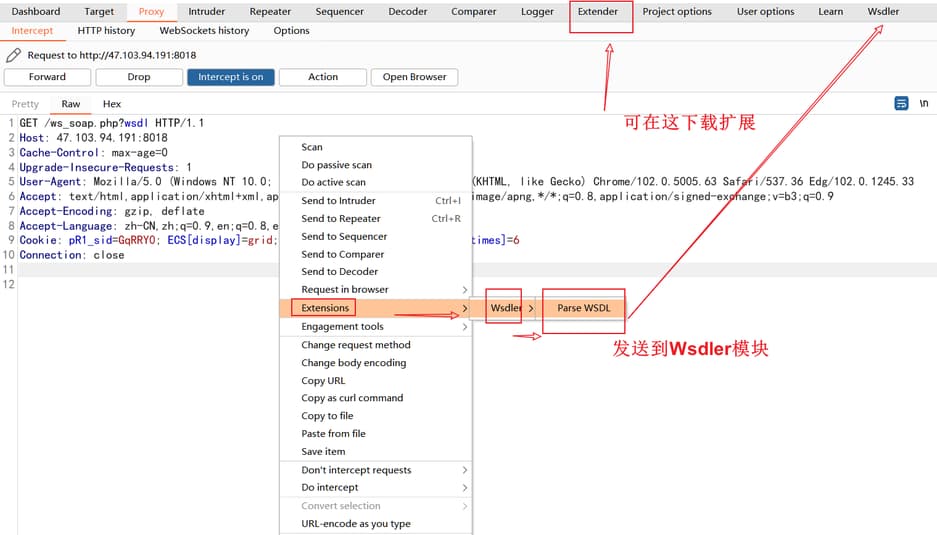 Dashboard Target Proxy Intruder Repeater Sequencer Decoder Comparer Logger Extender Project options User options Learn Wsdler
Intercept HTTP history WebSockets history Options
Request to http://47.103.94.191:8018
Forward Drop Intercept is on Action Open Browser
Pretty Raw Hex \n
可在这下载扩展
1 GET /ws_soap.php?wsdl HTTP/1.1
2 Host: 47.103.94.191:8018
3 Cache-Control: max-age=0
4 Upgrade-Insecure-Requests: 1
5 User-Agent: Mozilla/5.0 (Windows NT 10.0; (KHTML, like Gecko) Chrome/102.0.5005.63 Safari/537.36 Edg/102.0.1245.33
6 Accept: text/html,application/xhtml+xml,ap image/apng,*/*;q=0.8,application/signed-exchange;v=b3;q=0.9
7 Accept-Encoding: gzip, deflate
8 Accept-Language: zh-CN,zh;q=0.9,en;q=0.8,e
9 Cookie: pR1_sid=GqRRYO; ECS[display]=grid; times]=6
10 Connection: close
11
12
Scan
Do passive scan
Do active scan
Send to Intruder Ctrl+I
Send to Repeater Ctrl+R
Send to Sequencer
Send to Comparer
Send to Decoder
Request in browser >
Extensions > Wsdler > Parse WSDL
Engagement tools >
Change request method
Change body encoding
Copy URL
Copy as curl command
Copy to file
Paste from file
Save item
Don't intercept requests >
Do intercept >
Convert selection >
URL-encode as you type
发送到Wsdler模块